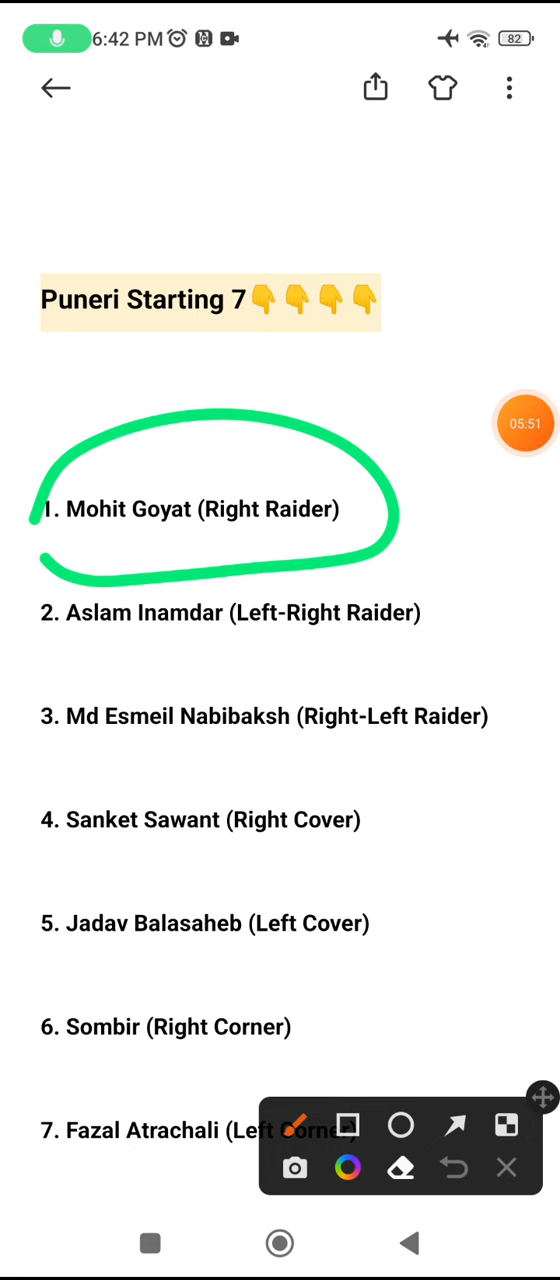 6:42 PM
82
Puneri Starting 7👇👇👇👇
05:51
1. Mohit Goyat (Right Raider)
2. Aslam Inamdar (Left-Right Raider)
3. Md Esmeil Nabibaksh (Right-Left Raider)
4. Sanket Sawant (Right Cover)
5. Jadav Balasaheb (Left Cover)
6. Sombir (Right Corner)
7. Fazal Atrachali (Left Corner)